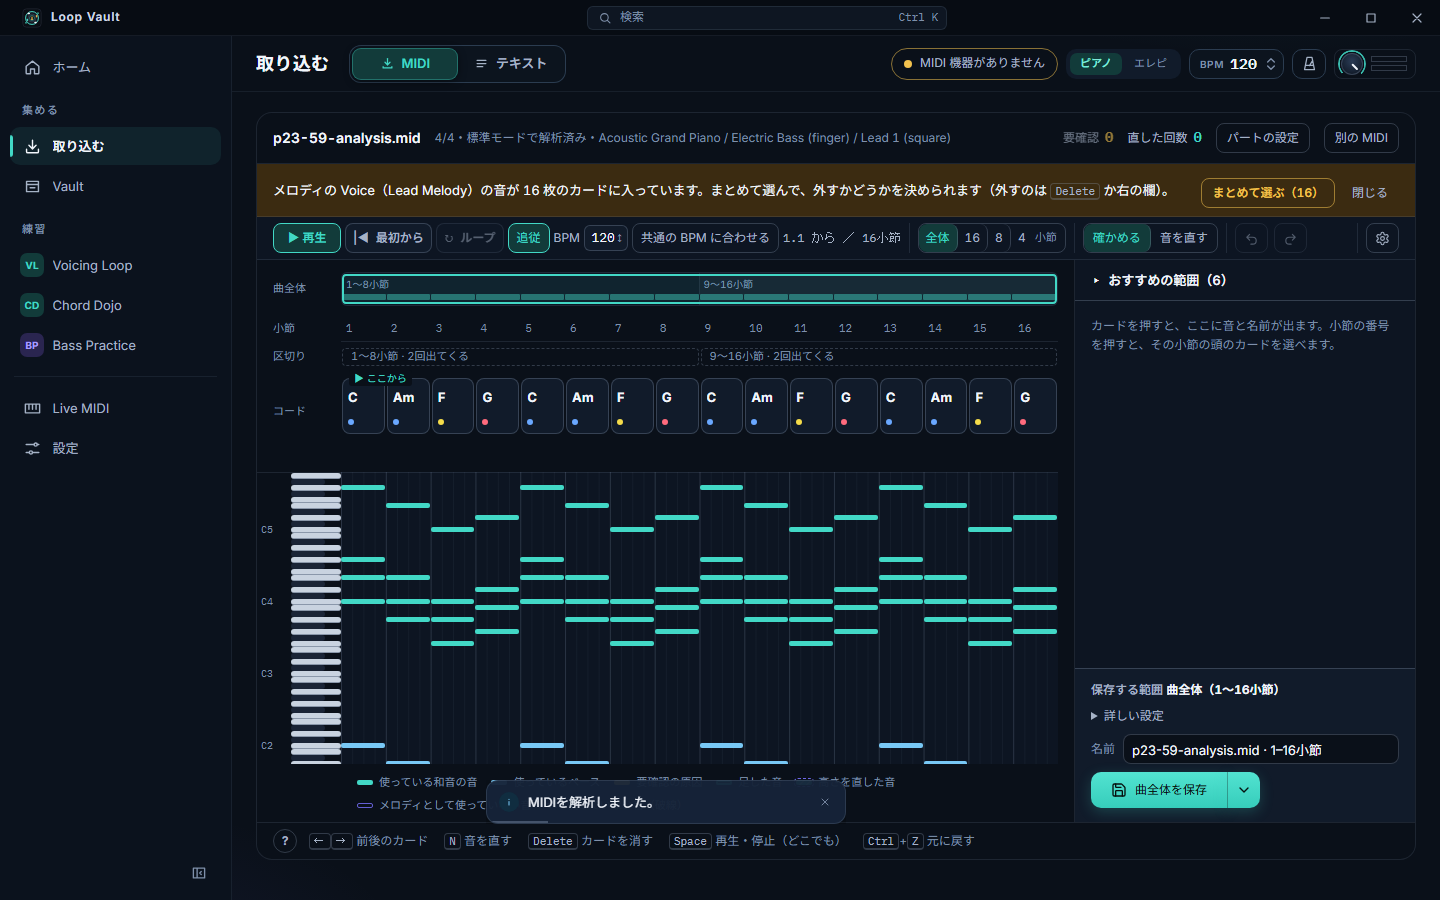 Loop Vault
検索
Ctrl K
ホーム
集める
取り込む
Vault
練習
VL Voicing Loop
CD Chord Dojo
BP Bass Practice
Live MIDI
設定
取り込む
MIDI
テキスト
MIDI 機器がありません
ピアノ
エレピ
BPM 120
p23-59-analysis.mid
4/4・標準モードで解析済み・Acoustic Grand Piano / Electric Bass (finger) / Lead 1 (square)
要確認 0
直した回数 0
パートの設定
別の MIDI
メロディの Voice（Lead Melody）の音が 16 枚のカードに入っています。まとめて選んで、外すかどうかを決められます（外すのは Delete か右の欄）。
まとめて選ぶ（16）
閉じる
再生
最初から
ループ
追従
BPM 120
共通の BPM に合わせる
1.1 から ／ 16小節
全体 16 8 4 小節
確かめる
音を直す
曲全体
1〜8小節
9〜16小節
小節
1 2 3 4 5 6 7 8 9 10 11 12 13 14 15 16
区切り
1〜8小節 · 2回出てくる
9〜16小節 · 2回出てくる
ここから
コード
C Am F G C Am F G C Am F G C Am F G
C5
C4
C3
C2
使っている和音の音
高さを直した音
メロディとして使って
MIDIを解析しました。
おすすめの範囲（6）
カードを押すと、ここに音と名前が出ます。小節の番号
を押すと、その小節の頭のカードを選べます。
保存する範囲 曲全体（1〜16小節）
詳しい設定
名前
p23-59-analysis.mid · 1–16小節
曲全体を保存
? ← → 前後のカード N 音を直す Delete カードを消す Space 再生・停止（どこでも） Ctrl + Z 元に戻す